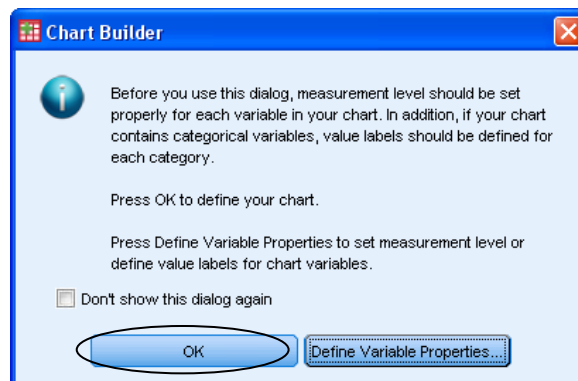 Chart Builder
Before you use this dialog, measurement level should be set
properly for each variable in your chart. In addition, if your chart
contains categorical variables, value labels should be defined for
each category.
Press OK to define your chart.
Press Define Variable Properties to set measurement level or
define value labels for chart variables.
Don't show this dialog again
OK
Define Variable Properties...